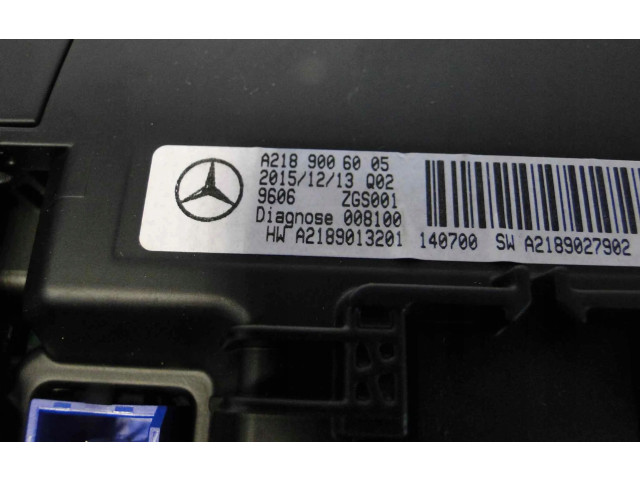 A218 900 60 05
2015/12/13 Q02
9606 ZGS001
Diagnose 008100
HW A2189013201 140700 SW A2189027902